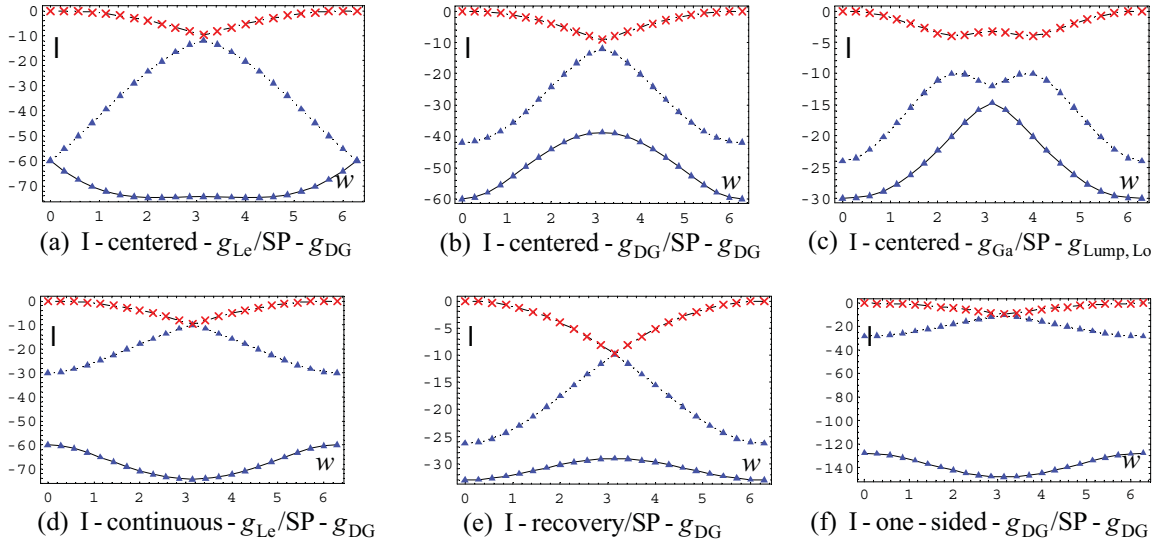 0
-10
-20
-30
-40
-50
-60
-70
l
w
0 1 2 3 4 5 6
(a) I - centered - gLe/SP - gDG
0
-10
-20
-30
-40
-50
-60
l
w
0 1 2 3 4 5 6
(b) I - centered - gDG/SP - gDG
0
-5
-10
-15
-20
-25
-30
l
w
0 1 2 3 4 5 6
(c) I - centered - gGa/SP - gLump, Lo
0
-10
-20
-30
-40
-50
-60
-70
l
w
0 1 2 3 4 5 6
(d) I - continuous - gLe/SP - gDG
0
-5
-10
-15
-20
-25
-30
l
w
0 1 2 3 4 5 6
(e) I - recovery/SP - gDG
0
-20
-40
-60
-80
-100
-120
-140
l
w
0 1 2 3 4 5 6
(f) I - one - sided - gDG/SP - gDG